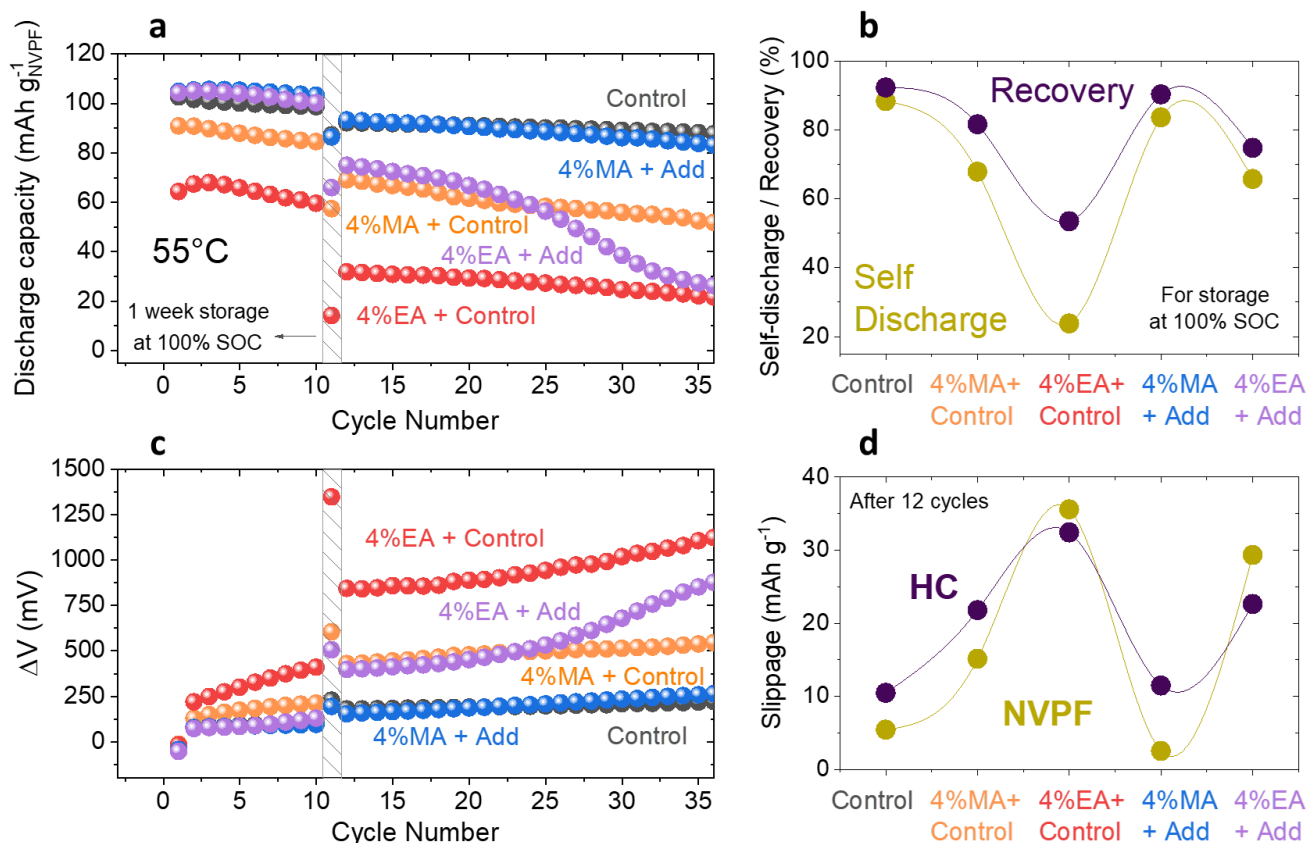 a
Discharge capacity (mAh g⁻¹NVPF)
120
100
80
60
40
20
0
Control
4%MA + Add
4%MA + Control
4%EA + Add
4%EA + Control
55°C
1 week storage
at 100% SOC
0 5 10 15 20 25 30 35
Cycle Number
b
Self-discharge / Recovery (%)
80
60
40
20
Recovery
Self
Discharge
For storage
at 100% SOC
Control 4%MA+ 4%EA+ 4%MA 4%EA
Control Control + Add + Add
c
ΔV (mV)
1500
1250
1000
750
500
250
0
4%EA + Control
4%EA + Add
4%MA + Control
4%MA + Add
Control
0 5 10 15 20 25 30 35
Cycle Number
d
Slippage (mAh g⁻¹)
40
30
20
10
0
After 12 cycles
HC
NVPF
Control 4%MA+ 4%EA+ 4%MA 4%EA
Control Control + Add + Add